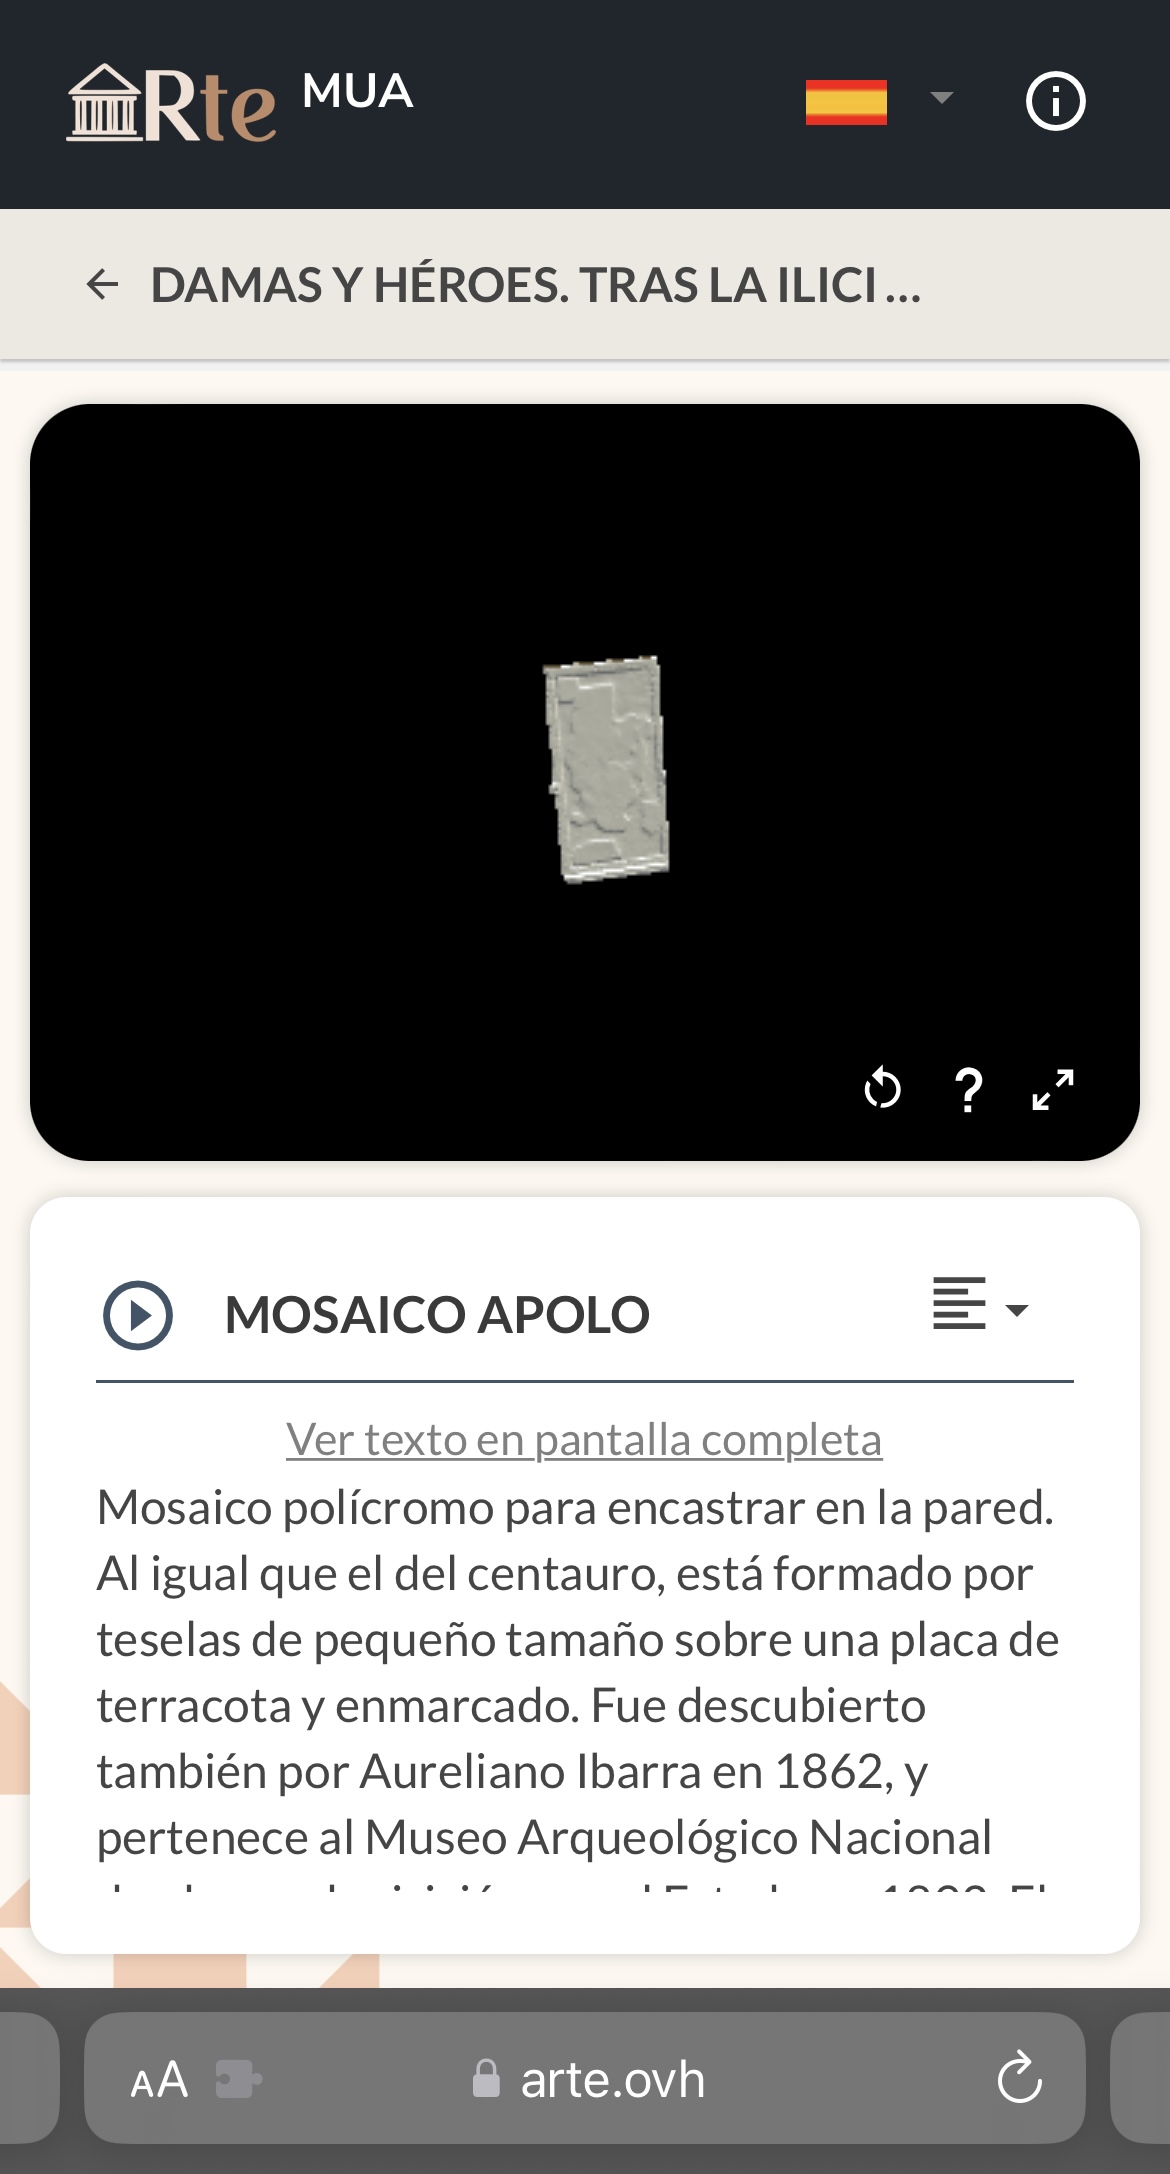 Rte MUA
DAMAS Y HÉROES. TRAS LA ILICI ...
?
MOSAICO APOLO
Ver texto en pantalla completa
Mosaico polícromo para encastrar en la pared.
Al igual que el del centauro, está formado por
teselas de pequeño tamaño sobre una placa de
terracota y enmarcado. Fue descubierto
también por Aureliano Ibarra en 1862, y
pertenece al Museo Arqueológico Nacional
AA arte.ovh